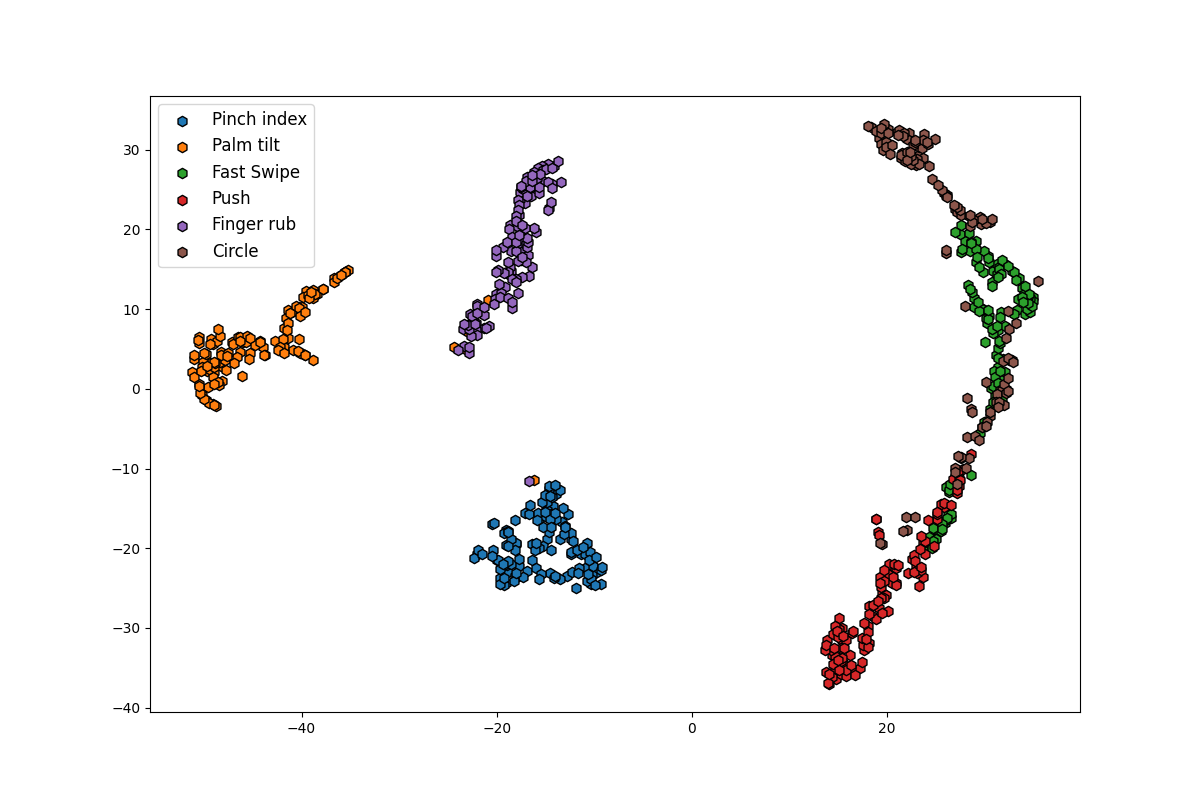 Pinch index
Palm tilt
Fast Swipe
Push
Finger rub
Circle
30
20
10
0
−10
−20
−30
−40
−40
−20
0
20